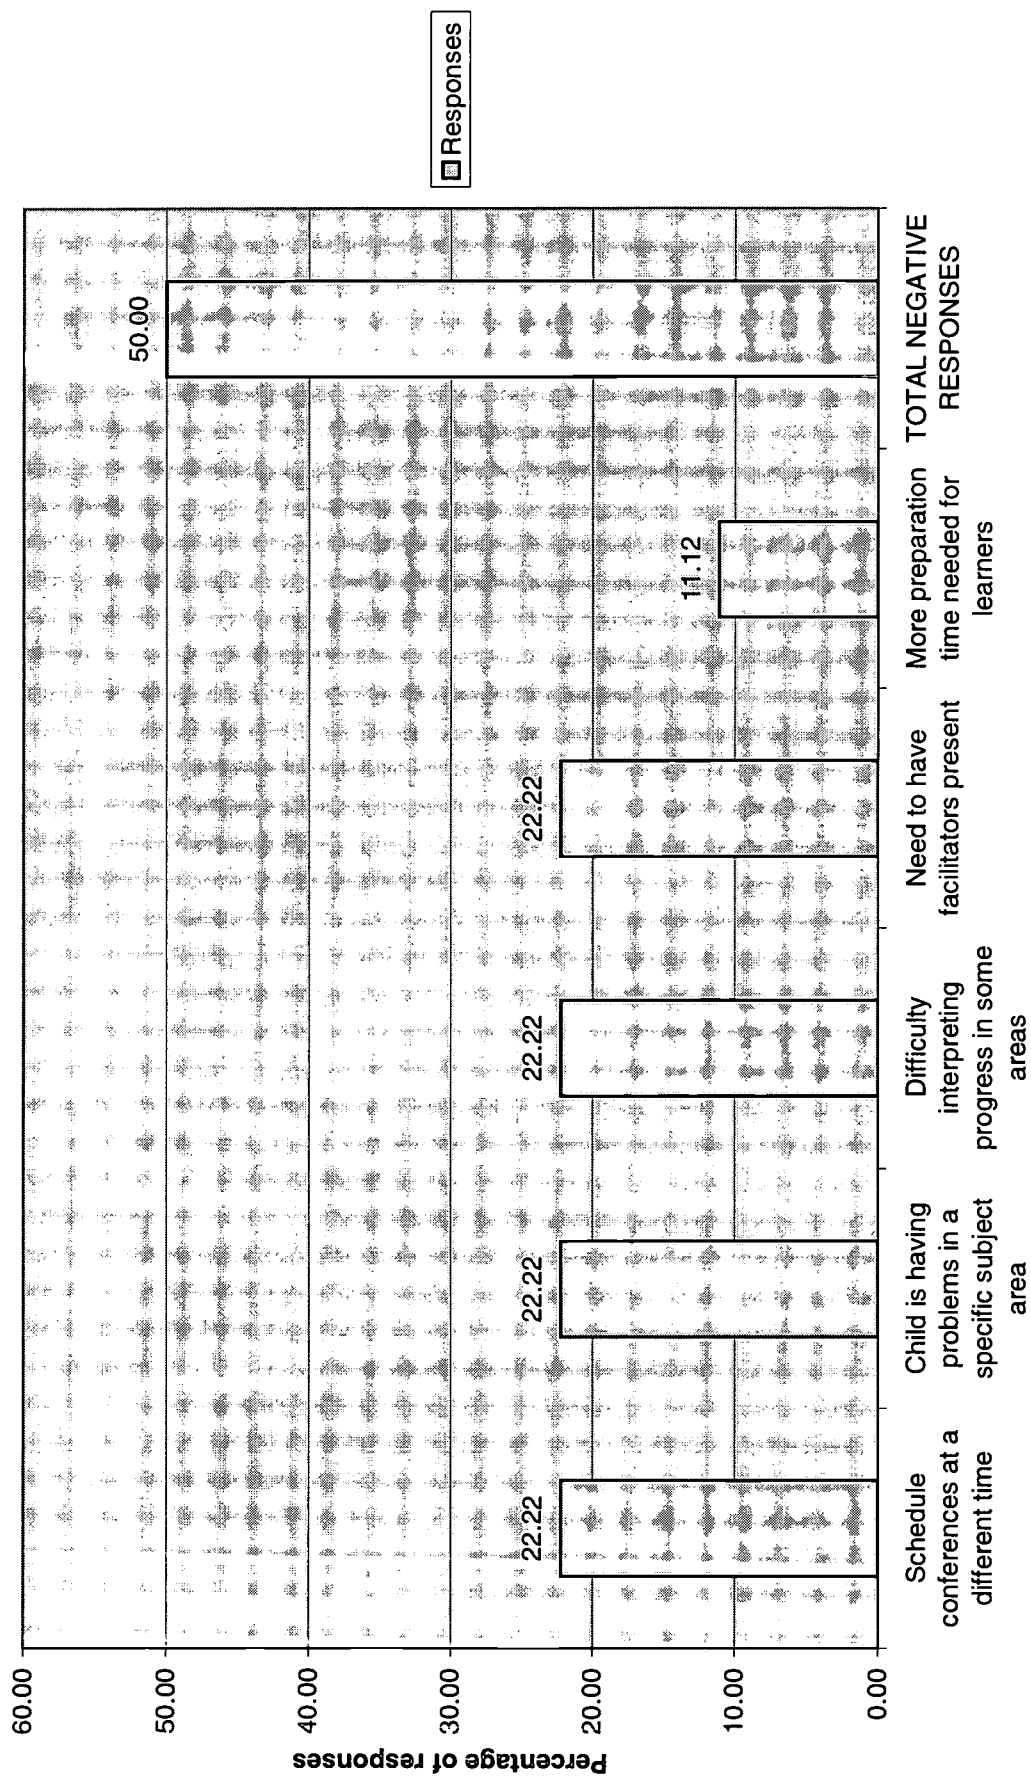 Percentage of responses
60.00
50.00
40.00
30.00
20.00
10.00
0.00
22.22
22.22
22.22
22.22
11.12
50.00
Schedule
conferences at a
different time
Child is having
problems in a
specific subject
area
Difficulty
interpreting
progress in some
areas
Need to have
facilitators present
More preparation
time needed for
learners
TOTAL NEGATIVE
RESPONSES
Responses